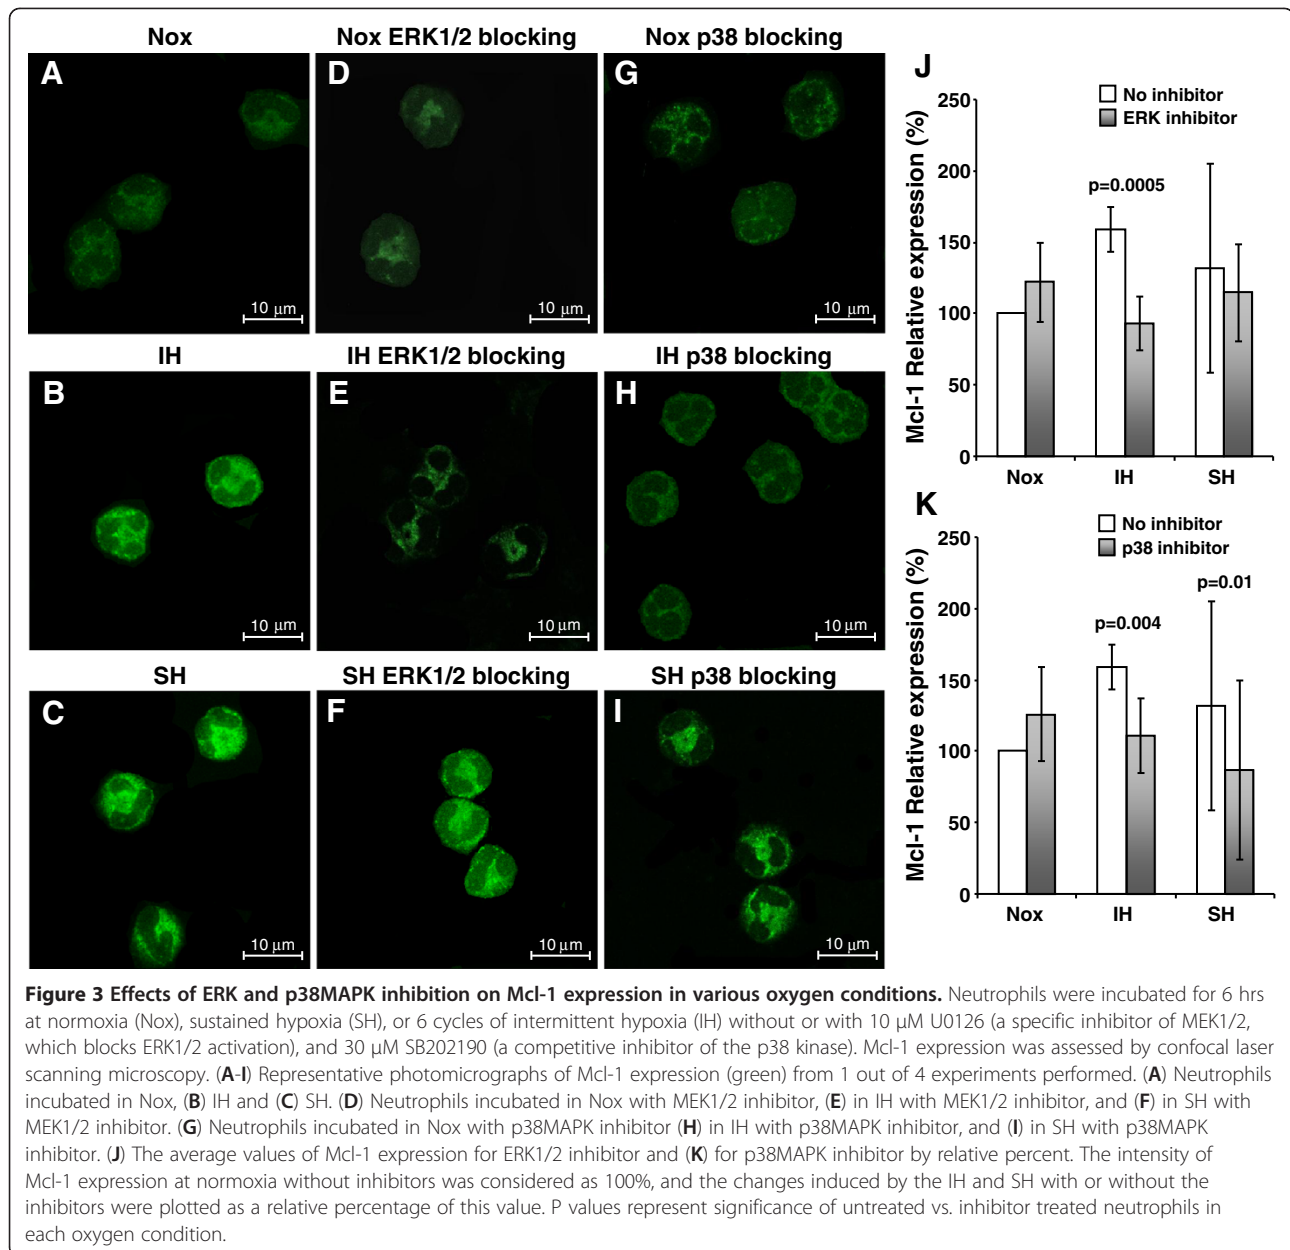 Nox
Nox ERK1/2 blocking
Nox p38 blocking
A
D
G
10 µm
10 µm
10 µm
IH
IH ERK1/2 blocking
IH p38 blocking
B
E
H
10 µm
10 µm
10 µm
SH
SH ERK1/2 blocking
SH p38 blocking
C
F
I
10 µm
10 µm
10 µm
J
Mcl-1 Relative expression (%)
No inhibitor
ERK inhibitor
250
200
150
100
50
0
p=0.0005
Nox IH SH
K
Mcl-1 Relative expression (%)
No inhibitor
p38 inhibitor
250
200
150
100
50
0
p=0.004
p=0.01
Nox IH SH
Figure 3 Effects of ERK and p38MAPK inhibition on Mcl-1 expression in various oxygen conditions. Neutrophils were incubated for 6 hrs
at normoxia (Nox), sustained hypoxia (SH), or 6 cycles of intermittent hypoxia (IH) without or with 10 µM U0126 (a specific inhibitor of MEK1/2,
which blocks ERK1/2 activation), and 30 µM SB202190 (a competitive inhibitor of the p38 kinase). Mcl-1 expression was assessed by confocal laser
scanning microscopy. (A-I) Representative photomicrographs of Mcl-1 expression (green) from 1 out of 4 experiments performed. (A) Neutrophils
incubated in Nox, (B) IH and (C) SH. (D) Neutrophils incubated in Nox with MEK1/2 inhibitor, (E) in IH with MEK1/2 inhibitor, and (F) in SH with
MEK1/2 inhibitor. (G) Neutrophils incubated in Nox with p38MAPK inhibitor (H) in IH with p38MAPK inhibitor, and (I) in SH with p38MAPK
inhibitor. (J) The average values of Mcl-1 expression for ERK1/2 inhibitor and (K) for p38MAPK inhibitor by relative percent. The intensity of
Mcl-1 expression at normoxia without inhibitors was considered as 100%, and the changes induced by the IH and SH with or without the
inhibitors were plotted as a relative percentage of this value. P values represent significance of untreated vs. inhibitor treated neutrophils in
each oxygen condition.